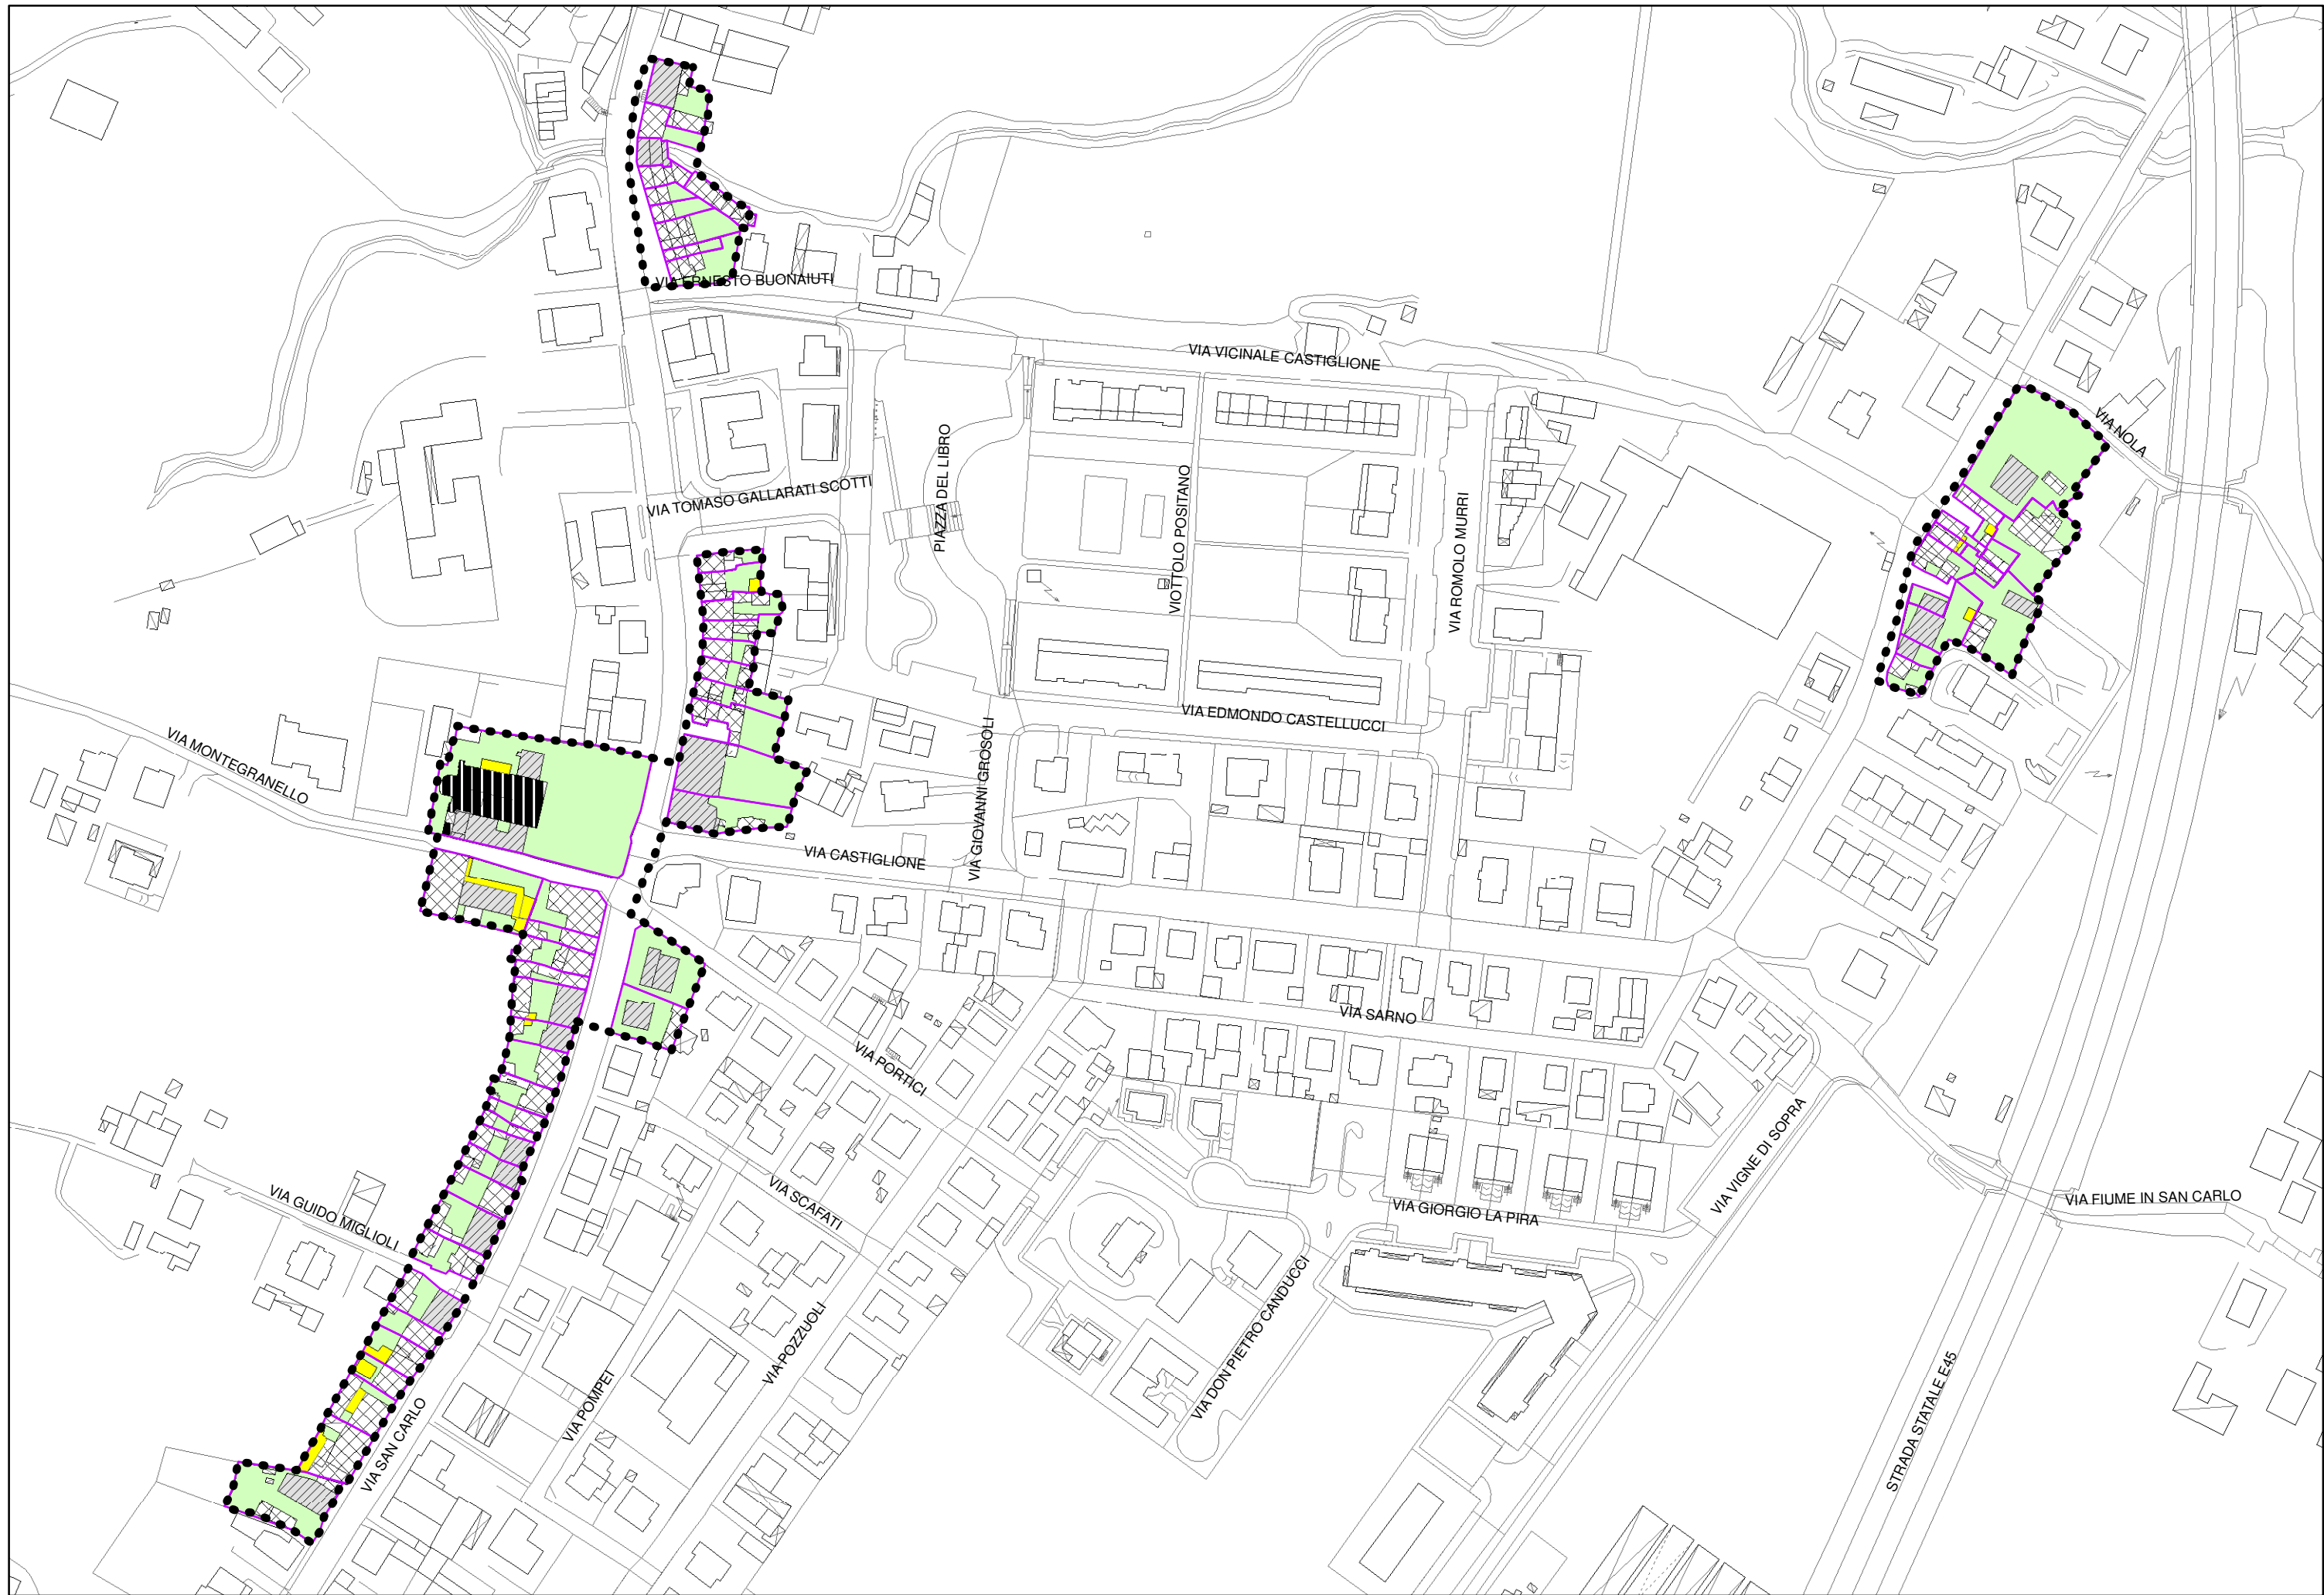 VIA ERNESTO BUONAIUTI
VIA VICINALE CASTIGLIONE
VIA NOLA
VIA TOMASO GALLARATI SCOTTI
PIAZZA DEL LIBRO
VIOTTOLO POSITANO
VIA ROMOLO MURRI
VIA EDMONDO CASTELLUCCI
VIA MONTEGRANELLO
VIA GIOVANNI GROSOLI
VIA CASTIGLIONE
VIA SARNO
VIA PORTICI
VIA VIGNE DI SOPRA
VIA SCAFATI
VIA GUIDO MIGLIOLI
VIA GIORGIO LA PIRA
VIA FIUME IN SAN CARLO
VIA DON PIETRO CANDUCCI
VIA POZZUOLI
VIA POMPEI
VIA SAN CARLO
STRADA STATALE E45